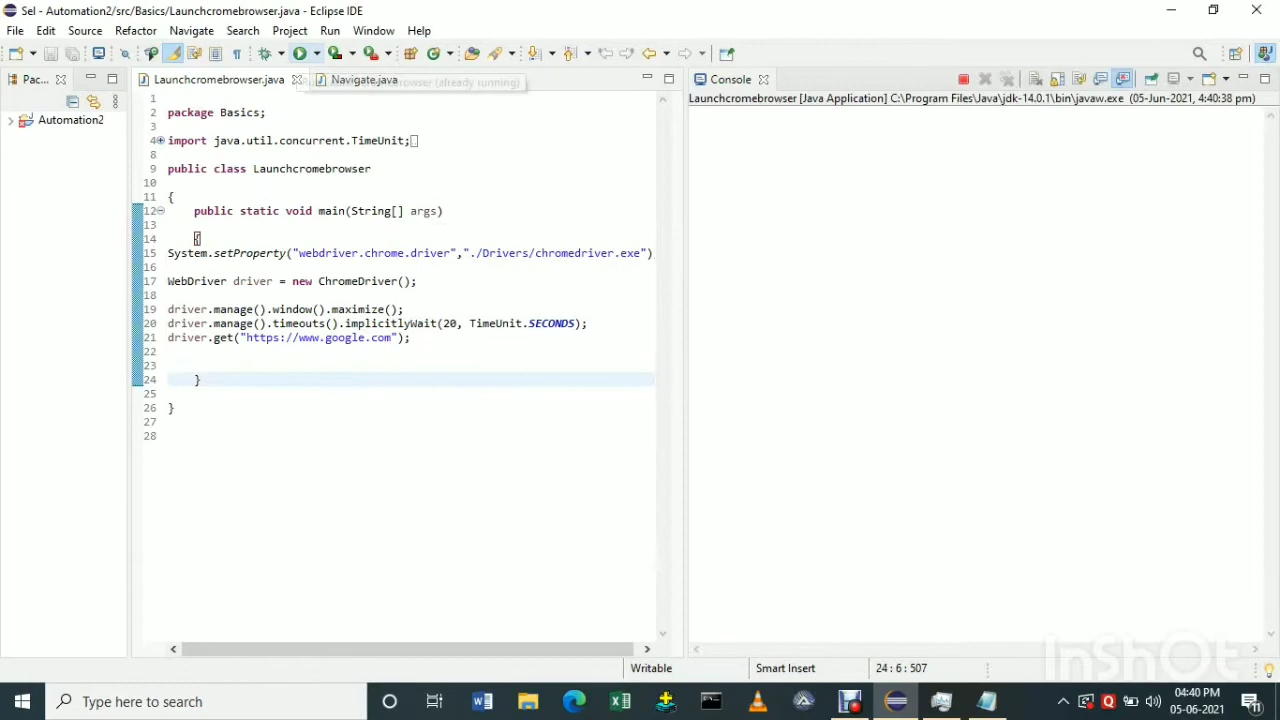 Sel - Automation2/src/Basics/Launchcromebrowser.java - Eclipse IDE
File Edit Source Refactor Navigate Search Project Run Window Help
Pac... Launchcromebrowser.java Navigate.java (already running) Console
Launchcromebrowser [Java Application] C:\Program Files\Java\jdk-14.0.1\bin\javaw.exe (05-Jun-2021, 4:40:38 pm)
Automation2
1
2 package Basics;
3
4 import java.util.concurrent.TimeUnit;
8
9 public class Launchcromebrowser
10
11 {
12 public static void main(String[] args)
13
14 {
15 System.setProperty("webdriver.chrome.driver","./Drivers/chromedriver.exe")
16
17 WebDriver driver = new ChromeDriver();
18
19 driver.manage().window().maximize();
20 driver.manage().timeouts().implicitlyWait(20, TimeUnit.SECONDS);
21 driver.get("https://www.google.com");
22
23
24 }
25
26 }
27
28
Writable Smart Insert 24:6:507
InShOt
Type here to search
04:40 PM
05-06-2021
11